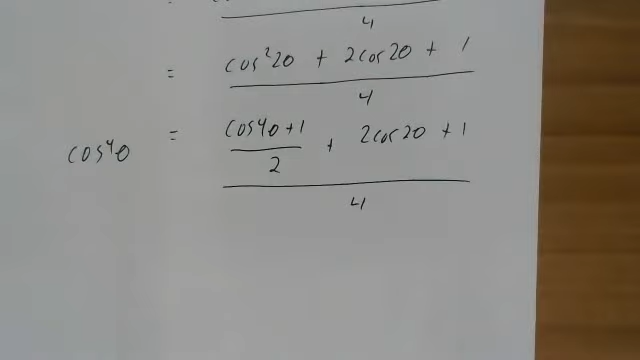 4
= cos²2θ + 2cos2θ + 1
4
cos⁴θ = cos4θ+1 + 2cos2θ +1
2
4